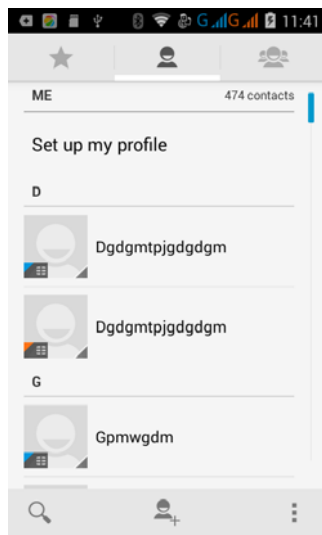 G G 11:41
ME 474 contacts
Set up my profile
D
Dgdgmtpjgdgdgm
Dgdgmtpjgdgdgm
G
Gpmwgdm